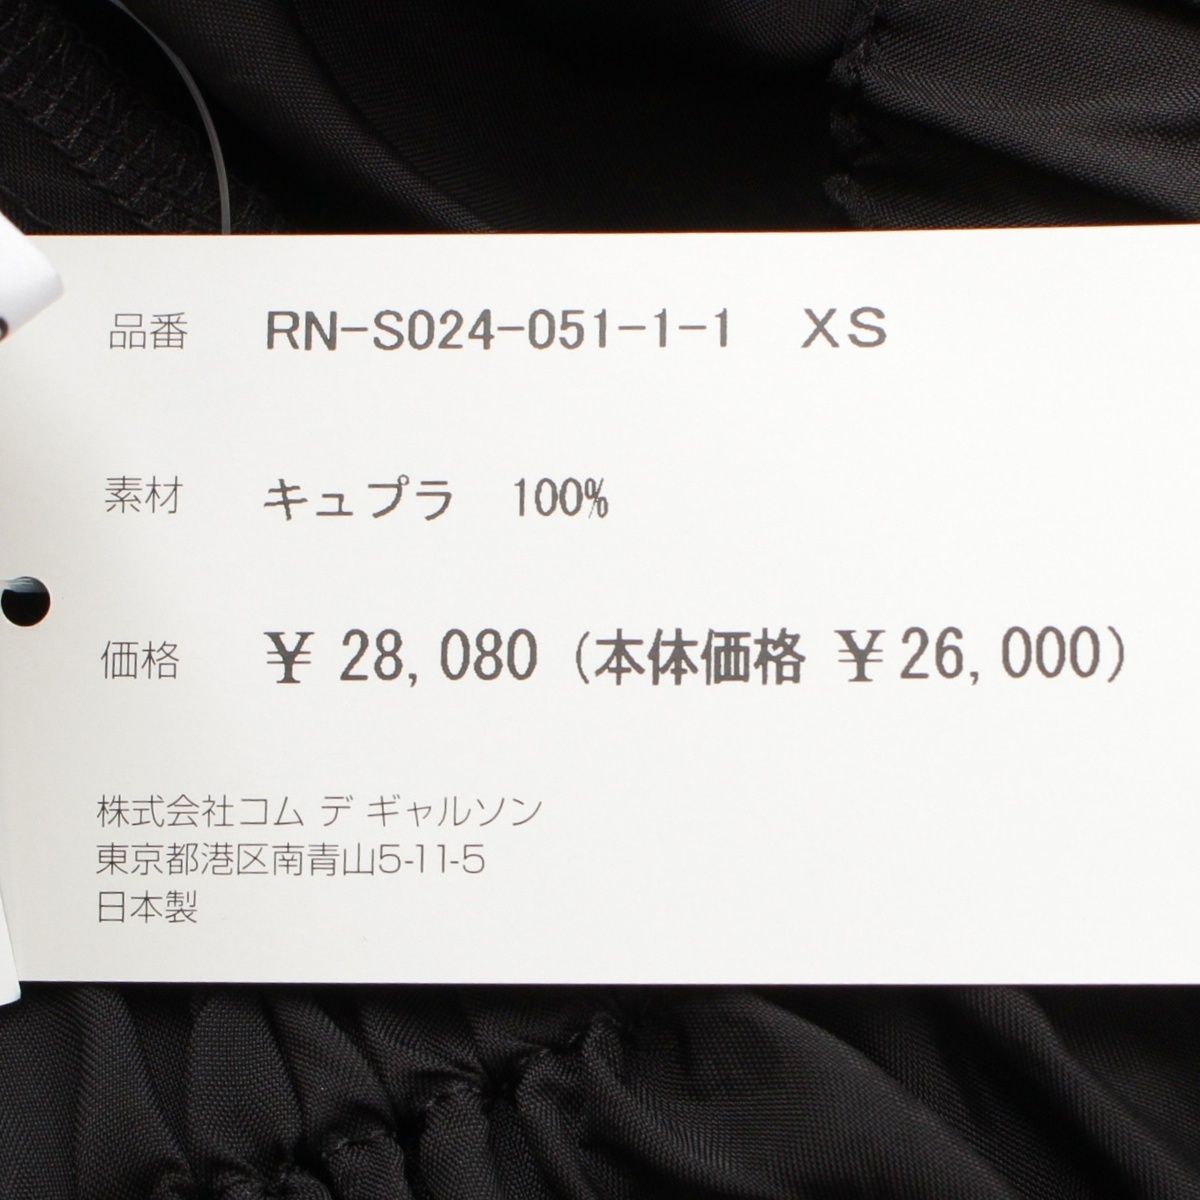 品番 RN-S024-051-1-1 XS
素材 キュプラ 100%
価格 ¥ 28,080 (本体価格 ¥26,000)
株式会社コム デ ギャルソン
東京都港区南青山5-11-5
日本製